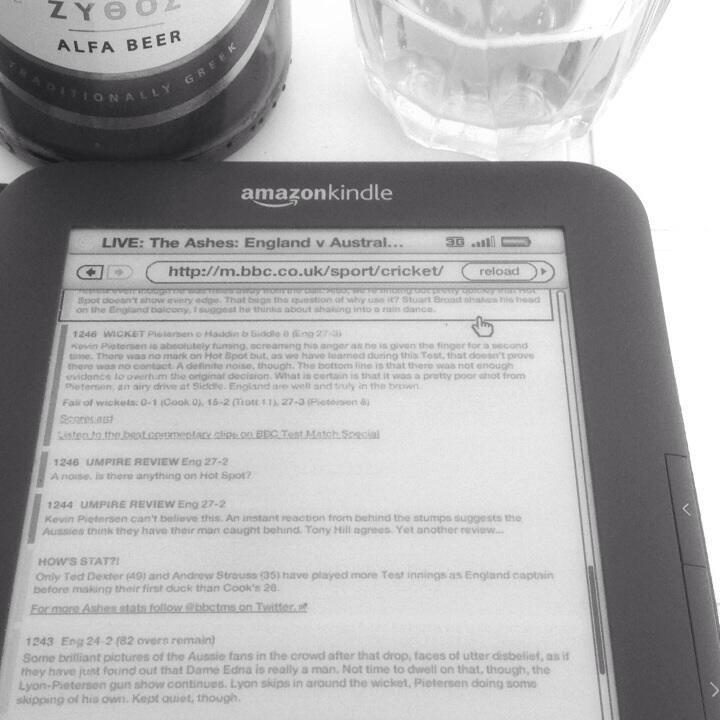 ΖΥΘΟΣ
ALFA BEER
TRADITIONALLY GREEK
amazonkindle
LIVE: The Ashes: England v Austral...
3G
http://m.bbc.co.uk/sport/cricket/
reload
Spot doesn't show every edge. That begs the question of why use it? Stuart Broad shakes his head
on the England balcony, I suggest he thinks about shaking into a rain dance.
1246 WICKET Pietersen c Haddin b Siddle 8 (Eng 27-3)
Kevin Pietersen is absolutely fuming, screaming his anger as he is given the finger for a second
time. There was no mark on Hot Spot but, as we have learned during this Test, that doesn't prove
there was no contact. A definite noise, though. The bottom line is that there was not enough
evidence to overturn the original decision. What is certain is that it was a pretty poor shot from
Pietersen, an airy drive at Siddle. England are well and truly in the brown.
Fall of wickets: 0-1 (Cook 0), 15-2 (Trott 11), 27-3 (Pietersen 8)
Scorecard
Listen to the best commentary clips on BBC Test Match Special
1246 UMPIRE REVIEW Eng 27-2
A noise. Is there anything on Hot Spot?
1244 UMPIRE REVIEW Eng 27-2
Kevin Pietersen can't believe this. An instant reaction from behind the stumps suggests the
Aussies think they have their man caught behind. Tony Hill agrees. Yet another review...
HOW'S STAT?!
Only Ted Dexter (49) and Andrew Strauss (35) have played more Test innings as England captain
before making their first duck than Cook's 26.
For more Ashes stats follow @bbctms on Twitter.
1243 Eng 24-2 (82 overs remain)
Some brilliant pictures of the Aussie fans in the crowd after that drop, faces of utter disbelief, as if
they have just found out that Dame Edna is really a man. Not time to dwell on that, though, the
Lyon-Pietersen gun show continues. Lyon skips in around the wicket, Pietersen doing some
skipping of his own. Kept quiet, though.